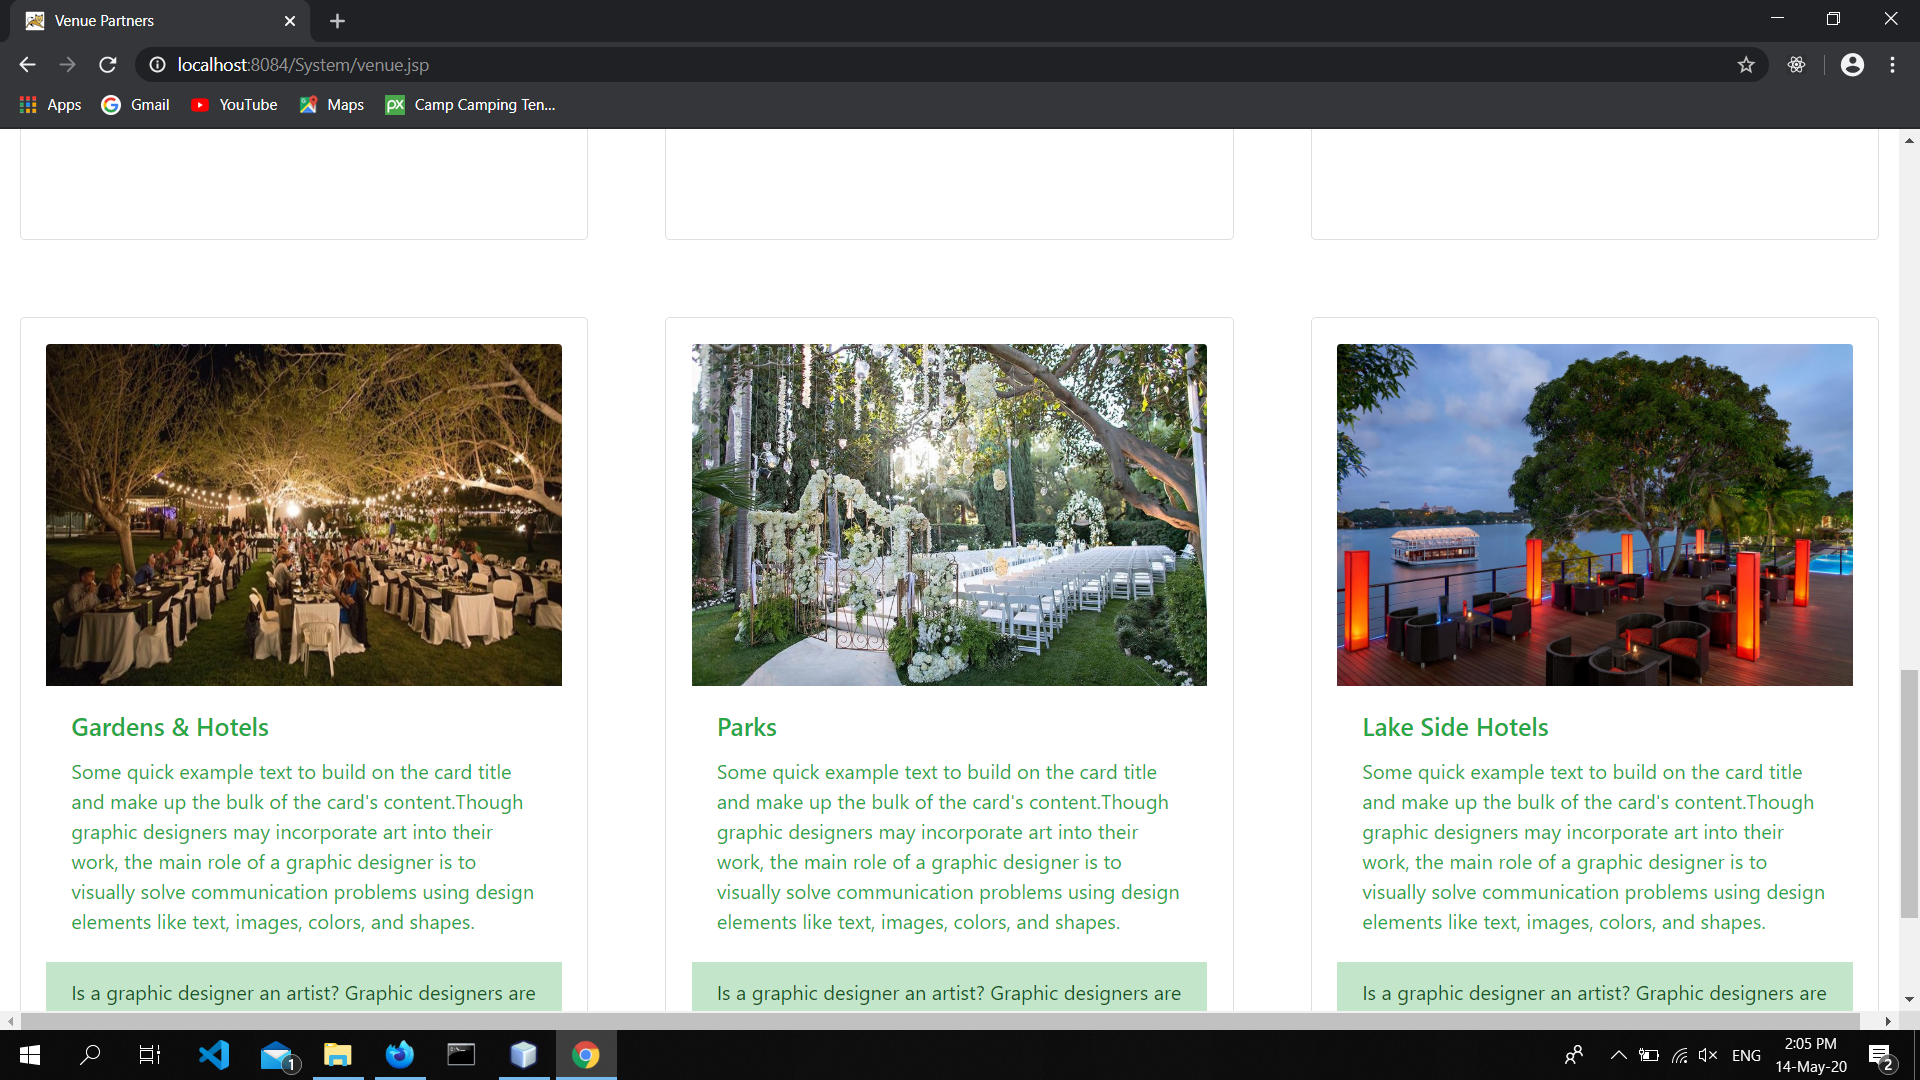 Venue Partners
localhost:8084/System/venue.jsp
Apps Gmail YouTube Maps Camp Camping Ten...
Gardens & Hotels
Some quick example text to build on the card title
and make up the bulk of the card's content.Though
graphic designers may incorporate art into their
work, the main role of a graphic designer is to
visually solve communication problems using design
elements like text, images, colors, and shapes.
Is a graphic designer an artist? Graphic designers are
Parks
Some quick example text to build on the card title
and make up the bulk of the card's content.Though
graphic designers may incorporate art into their
work, the main role of a graphic designer is to
visually solve communication problems using design
elements like text, images, colors, and shapes.
Is a graphic designer an artist? Graphic designers are
Lake Side Hotels
Some quick example text to build on the card title
and make up the bulk of the card's content.Though
graphic designers may incorporate art into their
work, the main role of a graphic designer is to
visually solve communication problems using design
elements like text, images, colors, and shapes.
Is a graphic designer an artist? Graphic designers are
1
ENG
2:05 PM
14-May-20
2